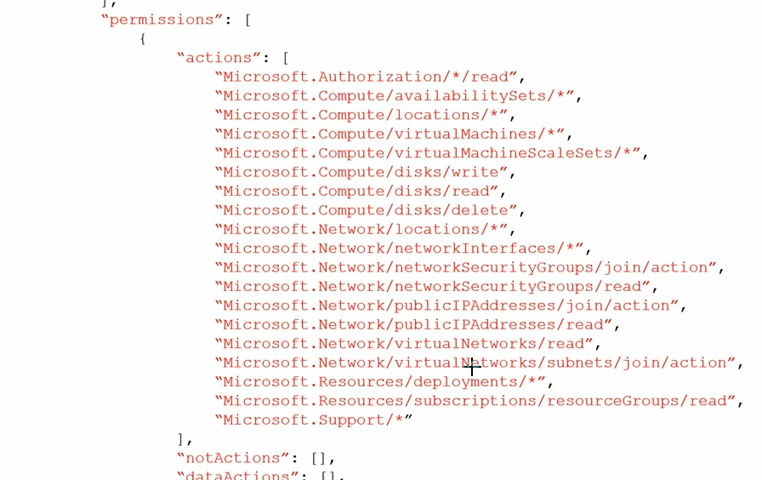 ],
“permissions”: [
{
“actions”: [
“Microsoft.Authorization/*/read”,
“Microsoft.Compute/availabilitySets/*”,
“Microsoft.Compute/locations/*”,
“Microsoft.Compute/virtualMachines/*”,
“Microsoft.Compute/virtualMachineScaleSets/*”,
“Microsoft.Compute/disks/write”,
“Microsoft.Compute/disks/read”,
“Microsoft.Compute/disks/delete”,
“Microsoft.Network/locations/*”,
“Microsoft.Network/networkInterfaces/*”,
“Microsoft.Network/networkSecurityGroups/join/action”,
“Microsoft.Network/networkSecurityGroups/read”,
“Microsoft.Network/publicIPAddresses/join/action”,
“Microsoft.Network/publicIPAddresses/read”,
“Microsoft.Network/virtualNetworks/read”,
“Microsoft.Network/virtualNetworks/subnets/join/action”,
“Microsoft.Resources/deployments/*”,
“Microsoft.Resources/subscriptions/resourceGroups/read”,
“Microsoft.Support/*”
],
“notActions”: [],
“dataActions”: [],